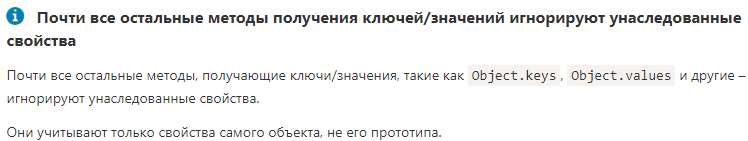 Почти все остальные методы получения ключей/значений игнорируют унаследованные
свойства
Почти все остальные методы, получающие ключи/значения, такие как Object.keys, Object.values и другие –
игнорируют унаследованные свойства.
Они учитывают только свойства самого объекта, не его прототипа.